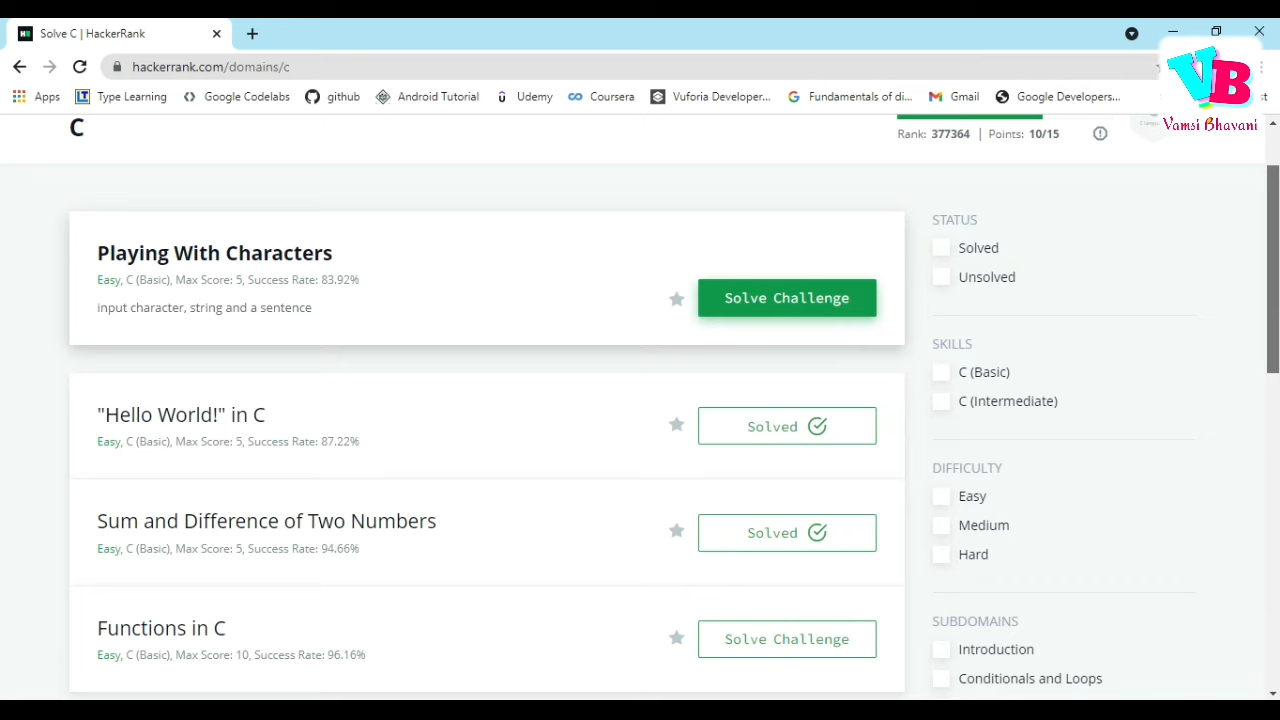 Solve C | HackerRank
hackerrank.com/domains/c
Apps
Type Learning
Google Codelabs
github
Android Tutorial
Udemy
Coursera
Vuforia Developer...
Fundamentals of di...
Gmail
Google Developers...
VB
Vamsi Bhavani
C
Rank: 377364 | Points: 10/15
Playing With Characters
Easy, C (Basic), Max Score: 5, Success Rate: 83.92%
input character, string and a sentence
Solve Challenge
"Hello World!" in C
Easy, C (Basic), Max Score: 5, Success Rate: 87.22%
Solved
Sum and Difference of Two Numbers
Easy, C (Basic), Max Score: 5, Success Rate: 94.66%
Solved
Functions in C
Easy, C (Basic), Max Score: 10, Success Rate: 96.16%
Solve Challenge
STATUS
Solved
Unsolved
SKILLS
C (Basic)
C (Intermediate)
DIFFICULTY
Easy
Medium
Hard
SUBDOMAINS
Introduction
Conditionals and Loops